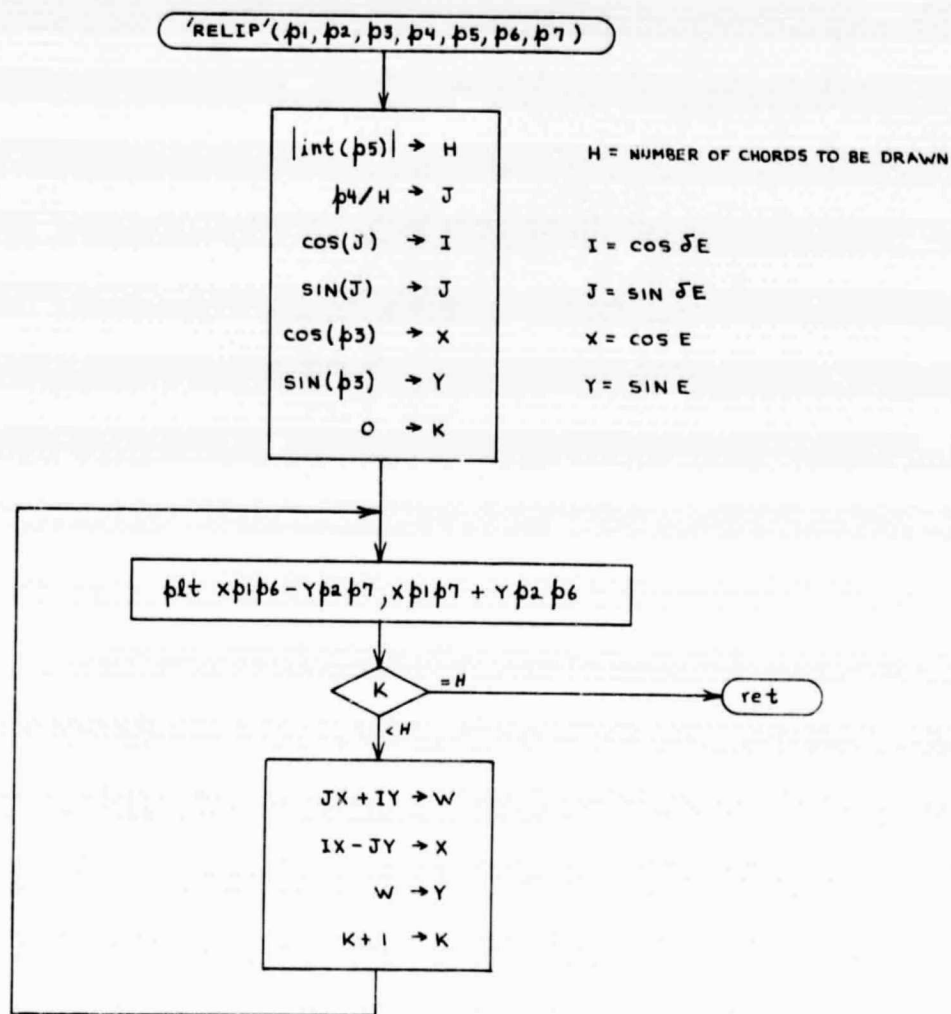 'RELIP'(p1, p2, p3, p4, p5, p6, p7)
|int(p5)| → H
H = NUMBER OF CHORDS TO BE DRAWN
p4/H → J
COS(J) → I
I = COS δE
SIN(J) → J
J = SIN δE
COS(p3) → X
X = COS E
SIN(p3) → Y
Y = SIN E
0 → K
plt Xp1p6-Yp2p7, Xp1p7 + Yp2p6
K
=H
ret
<H
JX + IY → W
IX - JY → X
W → Y
K + 1 → K